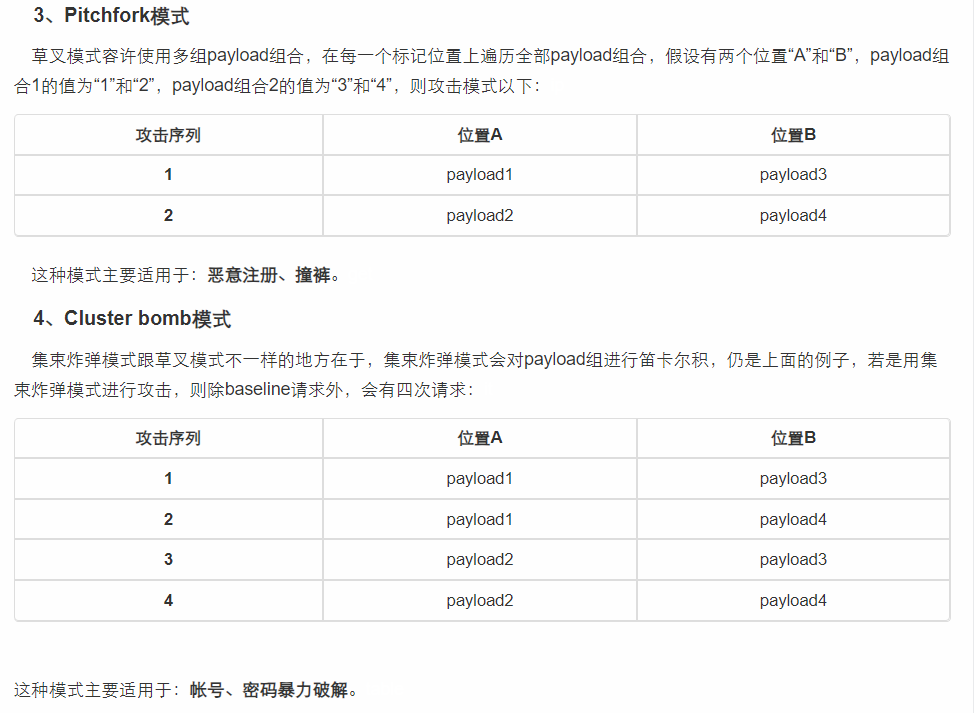 3、Pitchfork模式
草叉模式容许使用多组payload组合，在每一个标记位置上遍历全部payload组合，假设有两个位置“A”和“B”，payload组
合1的值为“1”和“2”，payload组合2的值为“3”和“4”，则攻击模式以下：
攻击序列 位置A 位置B
1 payload1 payload3
2 payload2 payload4
这种模式主要适用于：恶意注册、撞裤。
4、Cluster bomb模式
集束炸弹模式跟草叉模式不一样的地方在于，集束炸弹模式会对payload组进行笛卡尔积，仍是上面的例子，若是用集
束炸弹模式进行攻击，则除baseline请求外，会有四次请求：
攻击序列 位置A 位置B
1 payload1 payload3
2 payload1 payload4
3 payload2 payload3
4 payload2 payload4
这种模式主要适用于：帐号、密码暴力破解。